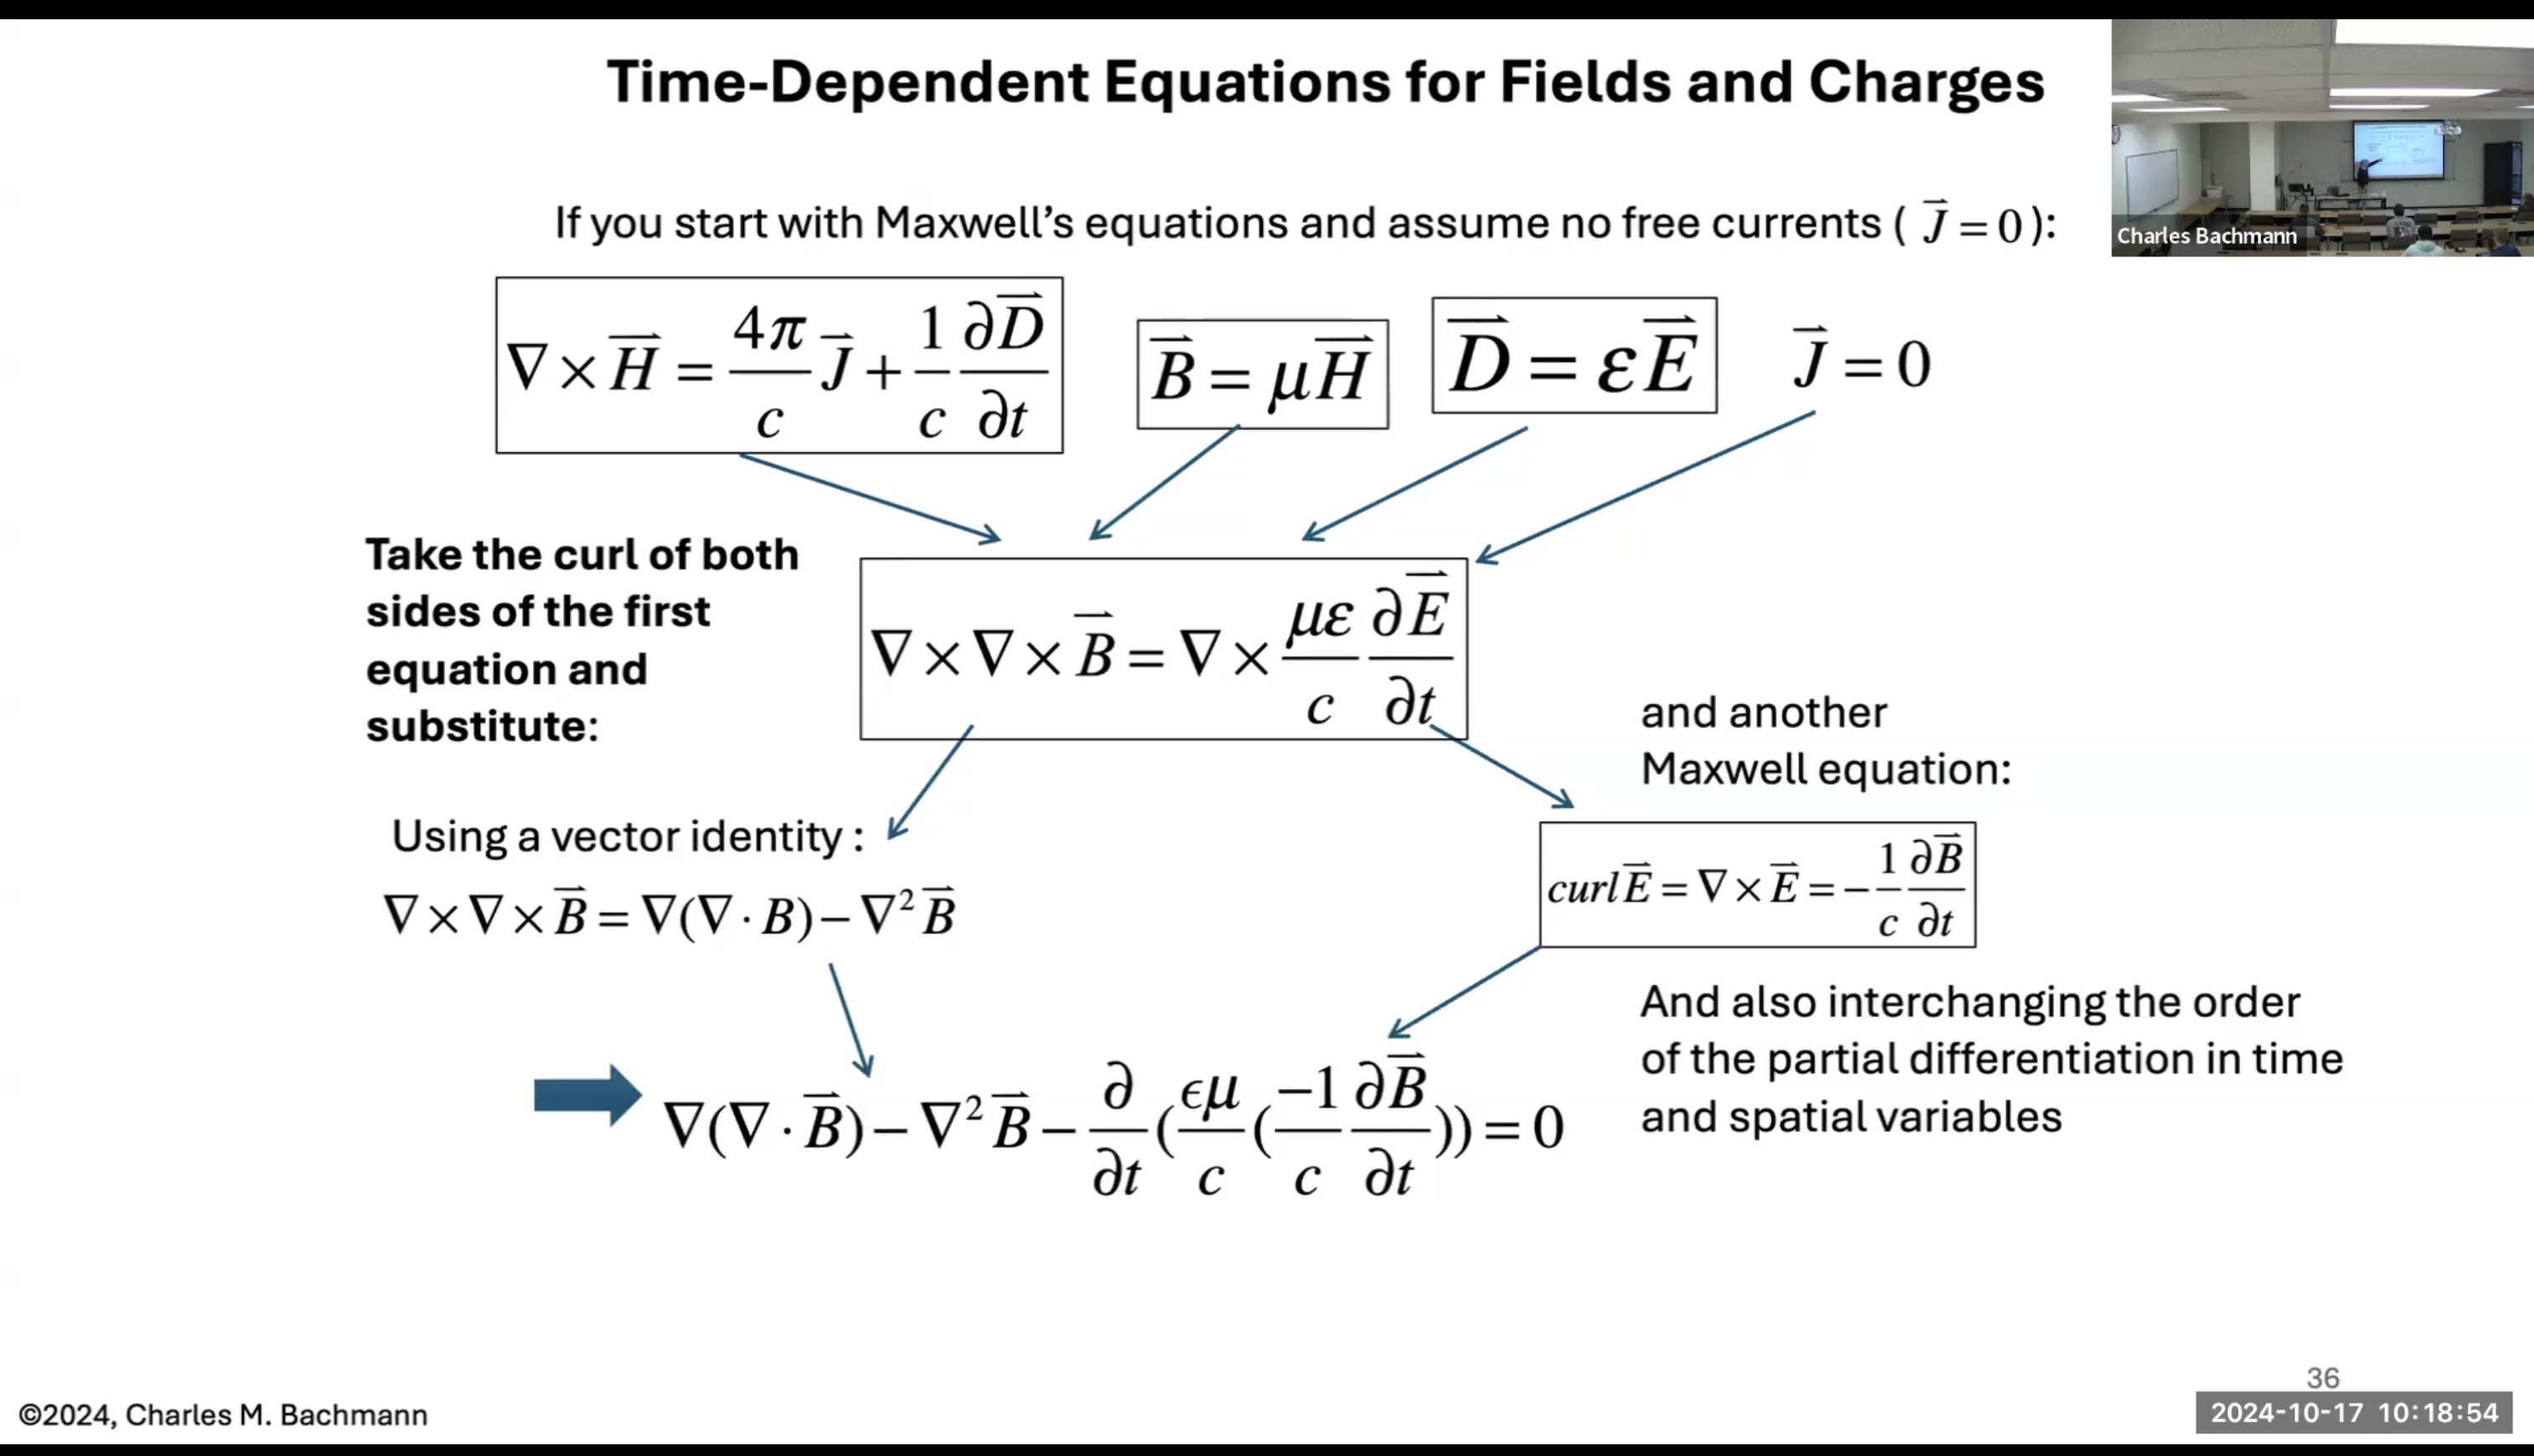 Time-Dependent Equations for Fields and Charges
Charles Bachmann
If you start with Maxwell’s equations and assume no free currents ( $\vec{J} = 0$ ):
$\nabla \times \vec{H} = \frac{4\pi}{c} \vec{J} + \frac{1}{c} \frac{\partial \vec{D}}{\partial t}$
$\vec{B} = \mu \vec{H}$
$\vec{D} = \varepsilon \vec{E}$
$\vec{J} = 0$
Take the curl of both
sides of the first
equation and
substitute:
$\nabla \times \nabla \times \vec{B} = \nabla \times \frac{\mu\varepsilon}{c} \frac{\partial \vec{E}}{\partial t}$
and another
Maxwell equation:
Using a vector identity :
$\nabla \times \nabla \times \vec{B} = \nabla(\nabla \cdot B) - \nabla^2 \vec{B}$
$curl \vec{E} = \nabla \times \vec{E} = -\frac{1}{c} \frac{\partial \vec{B}}{\partial t}$
And also interchanging the order
of the partial differentiation in time
and spatial variables
$\nabla(\nabla \cdot \vec{B}) - \nabla^2 \vec{B} - \frac{\partial}{\partial t}(\frac{\epsilon\mu}{c}(\frac{-1}{c} \frac{\partial \vec{B}}{\partial t})) = 0$
36
©2024, Charles M. Bachmann
2024-10-17 10:18:54